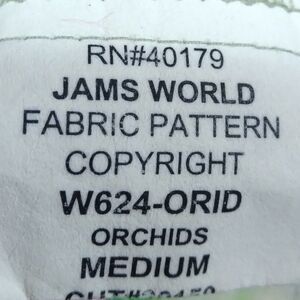 RN#40179
JAMS WORLD
FABRIC PATTERN
COPYRIGHT
W624-ORID
ORCHIDS
MEDIUM